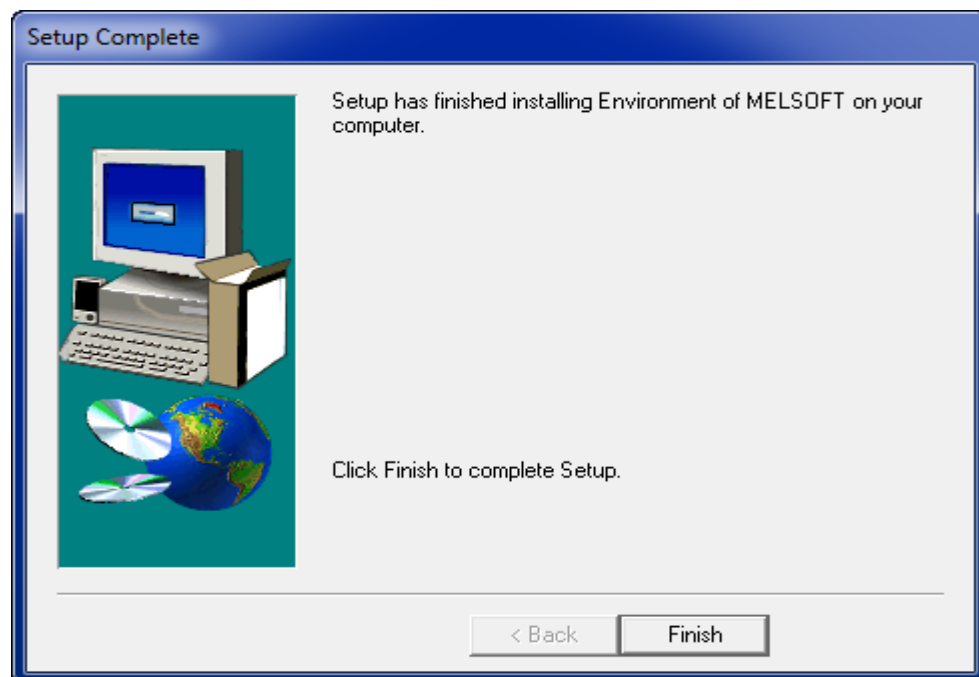 Setup Complete
Setup has finished installing Environment of MELSOFT on your
computer.
Click Finish to complete Setup.
< Back
Finish